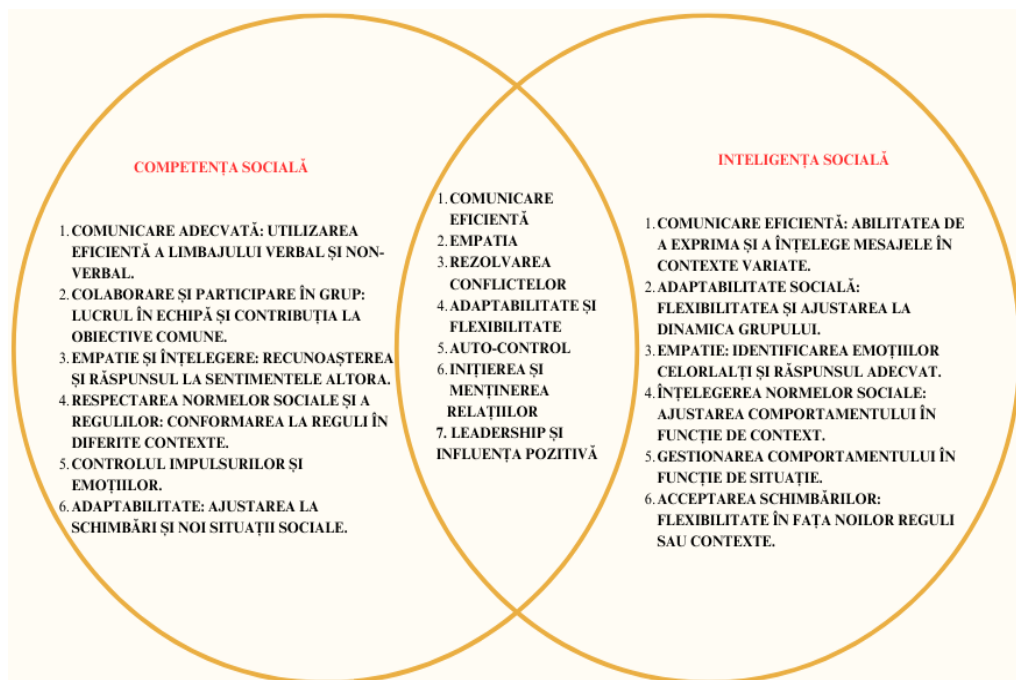 COMPETENȚA SOCIALĂ
1. COMUNICARE ADECVATĂ: UTILIZAREA
EFICIENTĂ A LIMBAJULUI VERBAL ȘI NON-
VERBAL.
2. COLABORARE ȘI PARTICIPARE ÎN GRUP:
LUCRUL ÎN ECHIPĂ ȘI CONTRIBUȚIA LA
OBIECTIVE COMUNE.
3. EMPATIE ȘI ÎNȚELEGERE: RECUNOAȘTEREA
ȘI RĂSPUNSUL LA SENTIMENTELE ALTORA.
4. RESPECTAREA NORMELOR SOCIALE ȘI A
REGULILOR: CONFORMAREA LA REGULI ÎN
DIFERITE CONTEXTE.
5. CONTROLUL IMPULSURILOR ȘI
EMOȚIILOR.
6. ADAPTABILITATE: AJUSTAREA LA
SCHIMBĂRI ȘI NOI SITUAȚII SOCIALE.
1. COMUNICARE
EFICIENTĂ
2. EMPATIA
3. REZOLVAREA
CONFLICTELOR
4. ADAPTABILITATE ȘI
FLEXIBILITATE
5. AUTO-CONTROL
6. INIȚIEREA ȘI
MENȚINEREA
RELAȚIILOR
7. LEADERSHIP ȘI
INFLUENȚA POZITIVĂ
INTELIGENȚA SOCIALĂ
1. COMUNICARE EFICIENTĂ: ABILITATEA DE
A EXPRIMA ȘI A ÎNȚELEGE MESAJELE ÎN
CONTEXTE VARIATE.
2. ADAPTABILITATE SOCIALĂ:
FLEXIBILITATEA ȘI AJUSTAREA LA
DINAMICA GRUPULUI.
3. EMPATIE: IDENTIFICAREA EMOȚIILOR
CELORLALȚI ȘI RĂSPUNSUL ADECVAT.
4. ÎNȚELEGEREA NORMELOR SOCIALE:
AJUSTAREA COMPORTAMENTULUI ÎN
FUNCȚIE DE CONTEXT.
5. GESTIONAREA COMPORTAMENTULUI ÎN
FUNCȚIE DE SITUAȚIE.
6. ACCEPTAREA SCHIMBĂRILOR:
FLEXIBILITATE ÎN FAȚA NOILOR REGULI
SAU CONTEXTE.